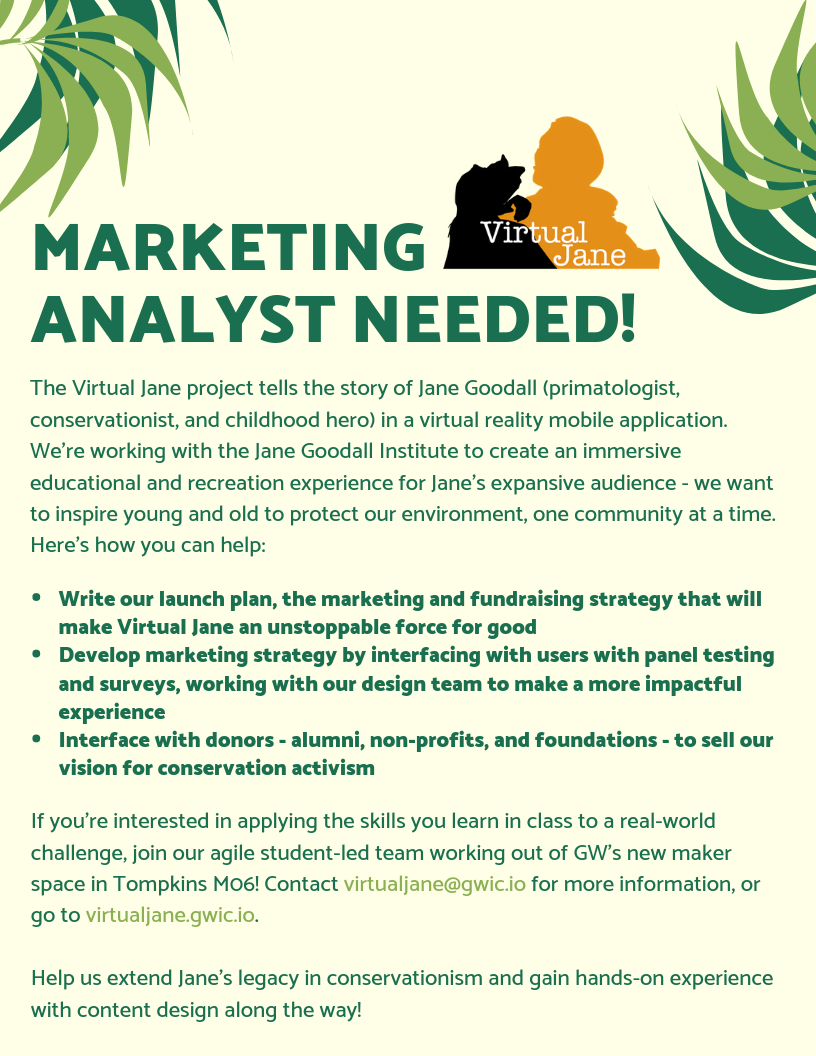 MARKETING
Virtual
Jane
ANALYST NEEDED!
The Virtual Jane project tells the story of Jane Goodall (primatologist,
conservationist, and childhood hero) in a virtual reality mobile application.
We're working with the Jane Goodall Institute to create an immersive
educational and recreation experience for Jane's expansive audience - we want
to inspire young and old to protect our environment, one community at a time.
Here's how you can help:
• Write our launch plan, the marketing and fundraising strategy that will
make Virtual Jane an unstoppable force for good
• Develop marketing strategy by interfacing with users with panel testing
and surveys, working with our design team to make a more impactful
experience
• Interface with donors - alumni, non-profits, and foundations - to sell our
vision for conservation activism
If you're interested in applying the skills you learn in class to a real-world
challenge, join our agile student-led team working out of GW's new maker
space in Tompkins M06! Contact virtualjane@gwic.io for more information, or
go to virtualjane.gwic.io.
Help us extend Jane's legacy in conservationism and gain hands-on experience
with content design along the way!